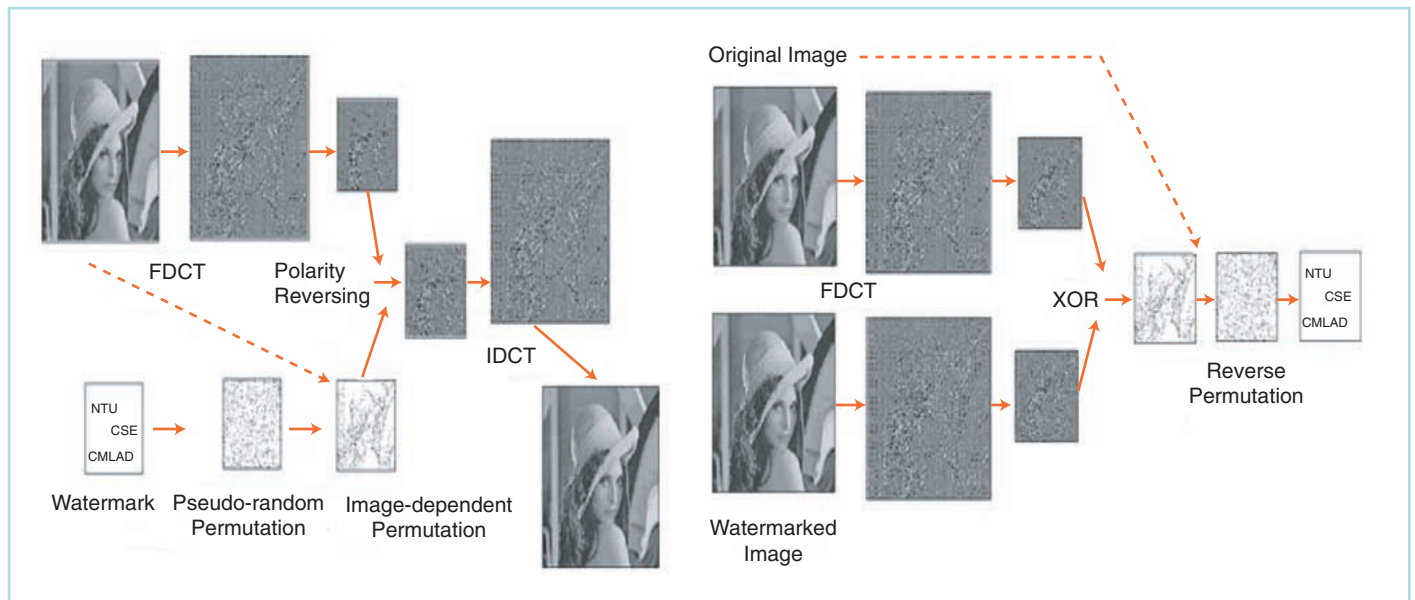 FDCT
Polarity
Reversing
IDCT
NTU
CSE
CMLAD
Watermark
Pseudo-random
Permutation
Image-dependent
Permutation
Original Image
FDCT
XOR
NTU
CSE
CMLAD
Reverse
Permutation
Watermarked
Image